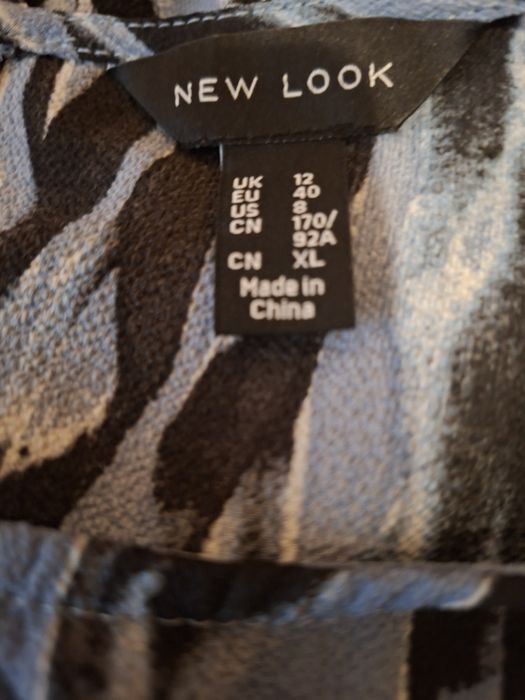 NEW LOOK
UK 12
EU 40
US 8
CN 170/
92A
CN XL
Made in
China